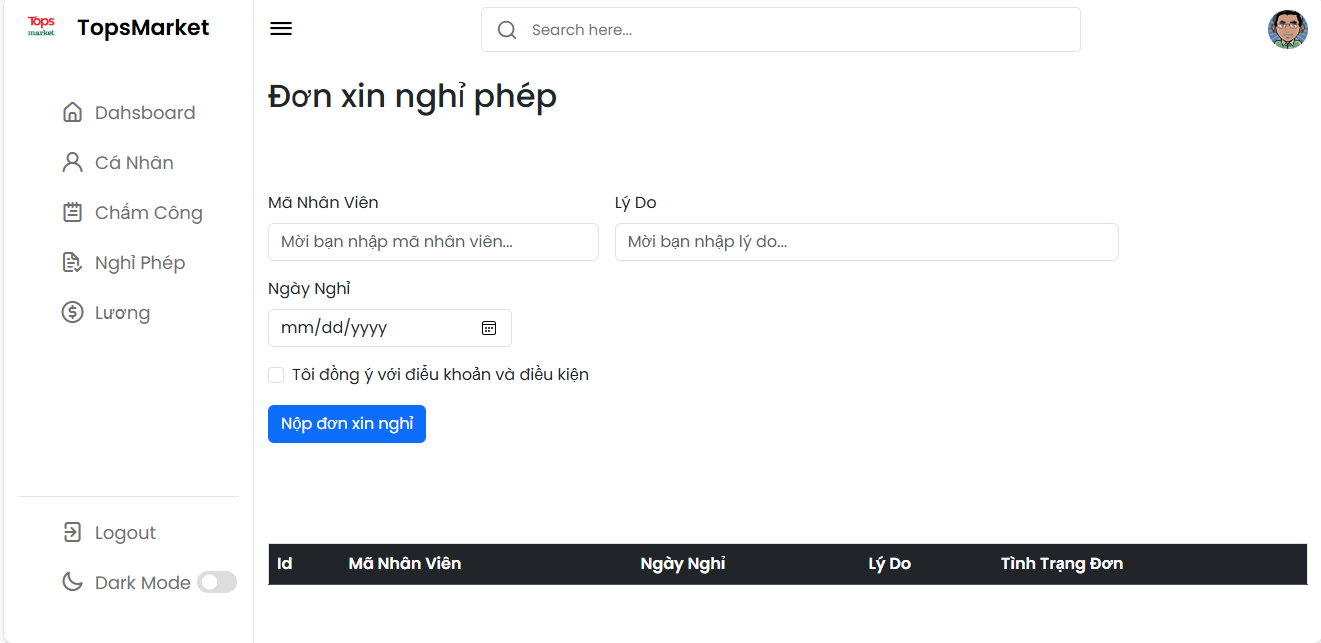 Tops
market
TopsMarket
Search here...
Dahsboard
Cá Nhân
Chấm Công
Nghỉ Phép
Lương
Logout
Dark Mode
Đơn xin nghỉ phép
Mã Nhân Viên
Lý Do
Mời bạn nhập mã nhân viên...
Mời bạn nhập lý do...
Ngày Nghỉ
mm/dd/yyyy
Tôi đồng ý với điễu khoản và điều kiện
Nộp đơn xin nghỉ
Id Mã Nhân Viên Ngày Nghỉ Lý Do Tình Trạng Đơn